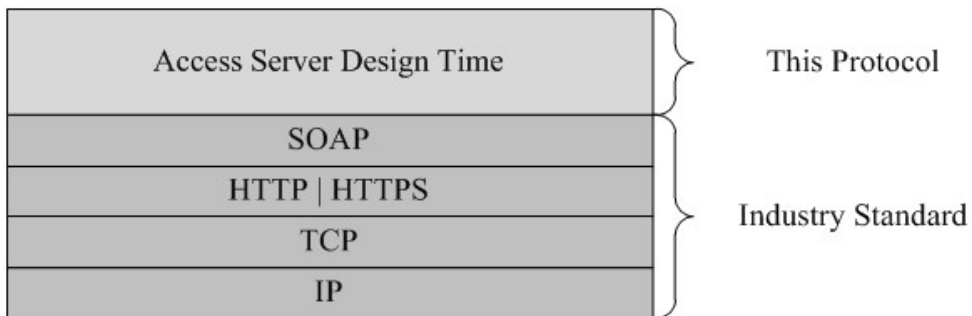 Access Server Design Time
This Protocol
SOAP
HTTP | HTTPS
TCP
IP
Industry Standard